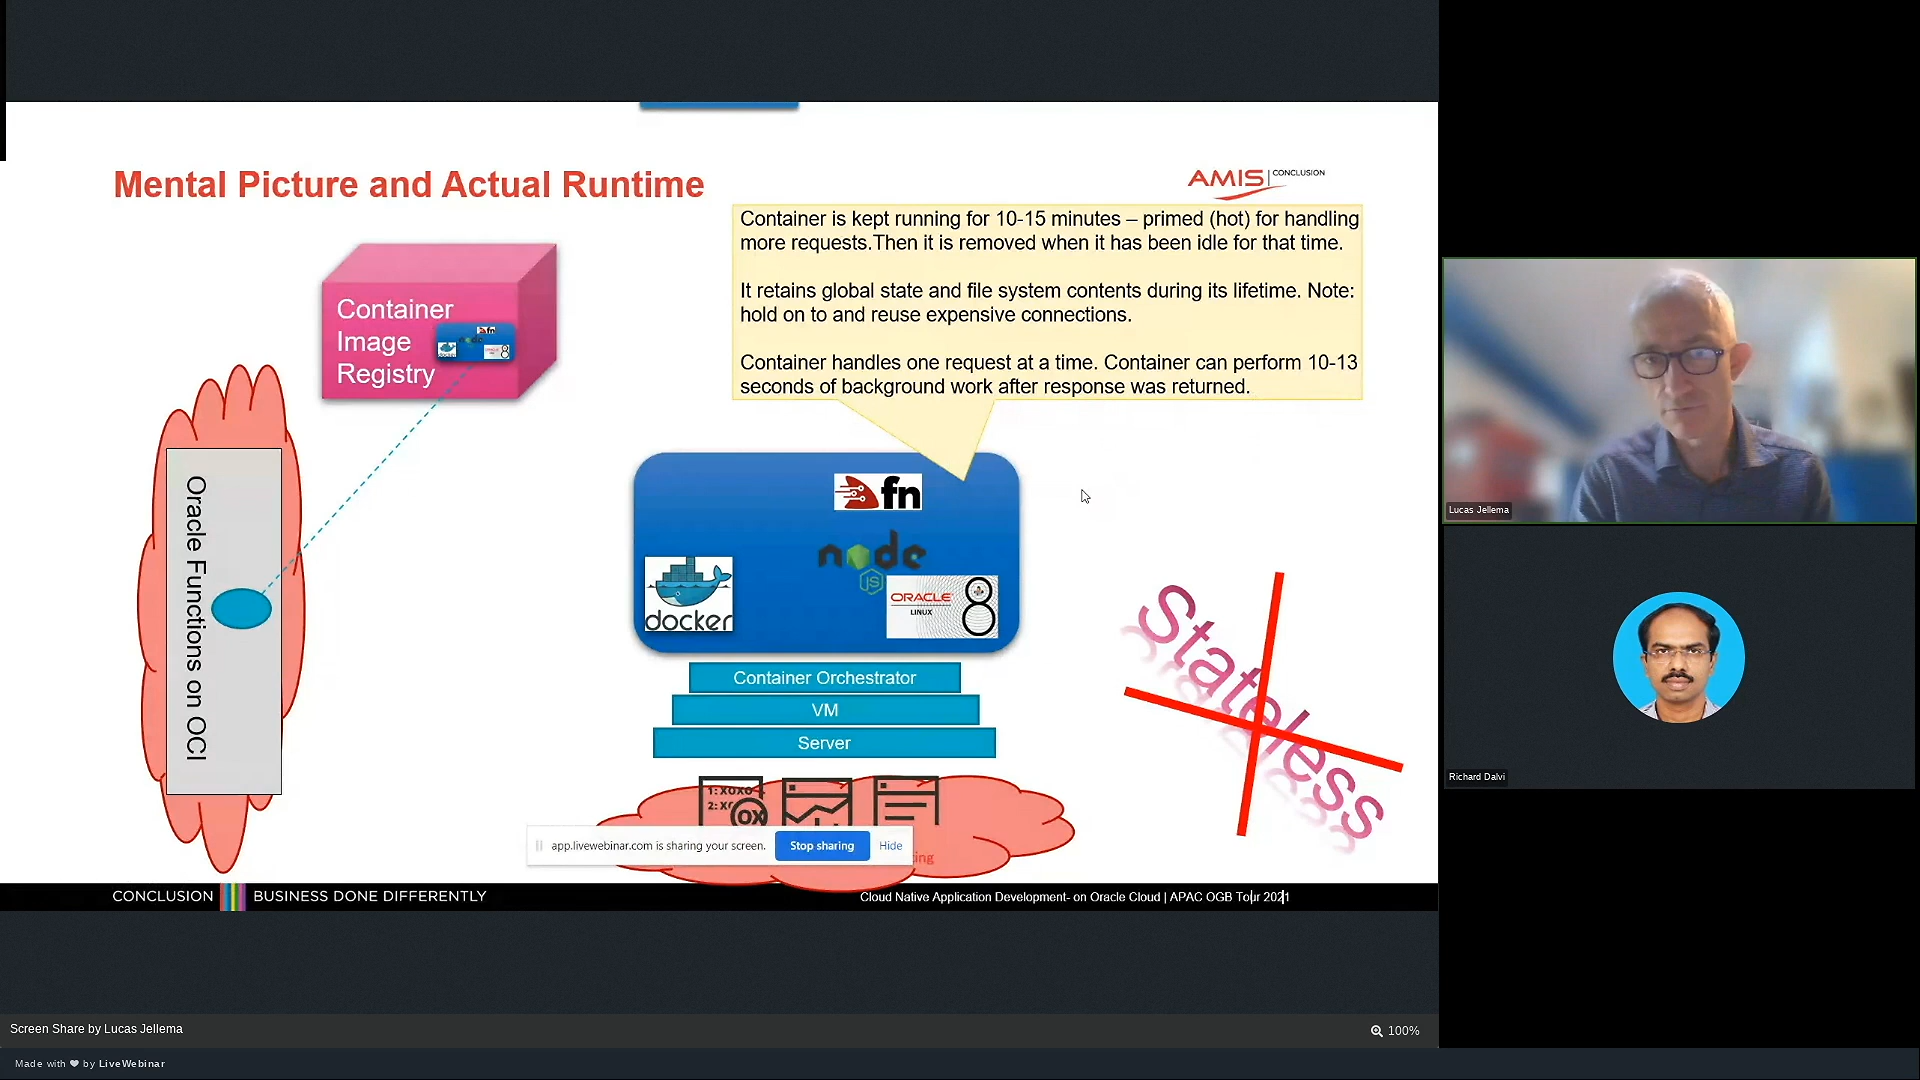 Mental Picture and Actual Runtime
AMIS CONCLUSION
Container is kept running for 10-15 minutes – primed (hot) for handling
more requests.Then it is removed when it has been idle for that time.
It retains global state and file system contents during its lifetime. Note:
hold on to and reuse expensive connections.
Container handles one request at a time. Container can perform 10-13
seconds of background work after response was returned.
Container
Image
Registry
Oracle Functions on OCI
fn
node
JS
docker
ORACLE
LINUX
8
Container Orchestrator
VM
Server
Stateless
app.livewebinar.com is sharing your screen.
Stop sharing
Hide
CONCLUSION
BUSINESS DONE DIFFERENTLY
Cloud Native Application Development- on Oracle Cloud | APAC OGB Tour 2021
Lucas Jellema
Richard Dalvi
Screen Share by Lucas Jellema
100%
Made with ❤ by LiveWebinar